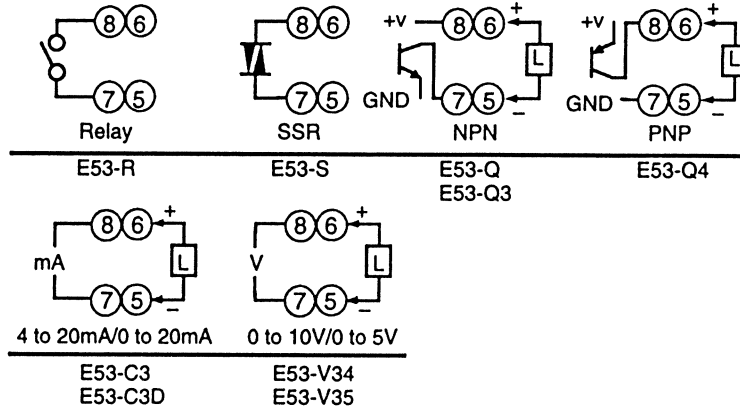 8 6 8 6 +v 8 6 + L +v 8 6 + L
7 5 7 5 GND 7 5 − GND 7 5 −
Relay SSR NPN PNP
E53-R E53-S E53-Q E53-Q4
E53-Q3
8 6 + 8 6 +
mA L V L
7 5 − 7 5 −
4 to 20mA/0 to 20mA 0 to 10V/0 to 5V
E53-C3 E53-V34
E53-C3D E53-V35